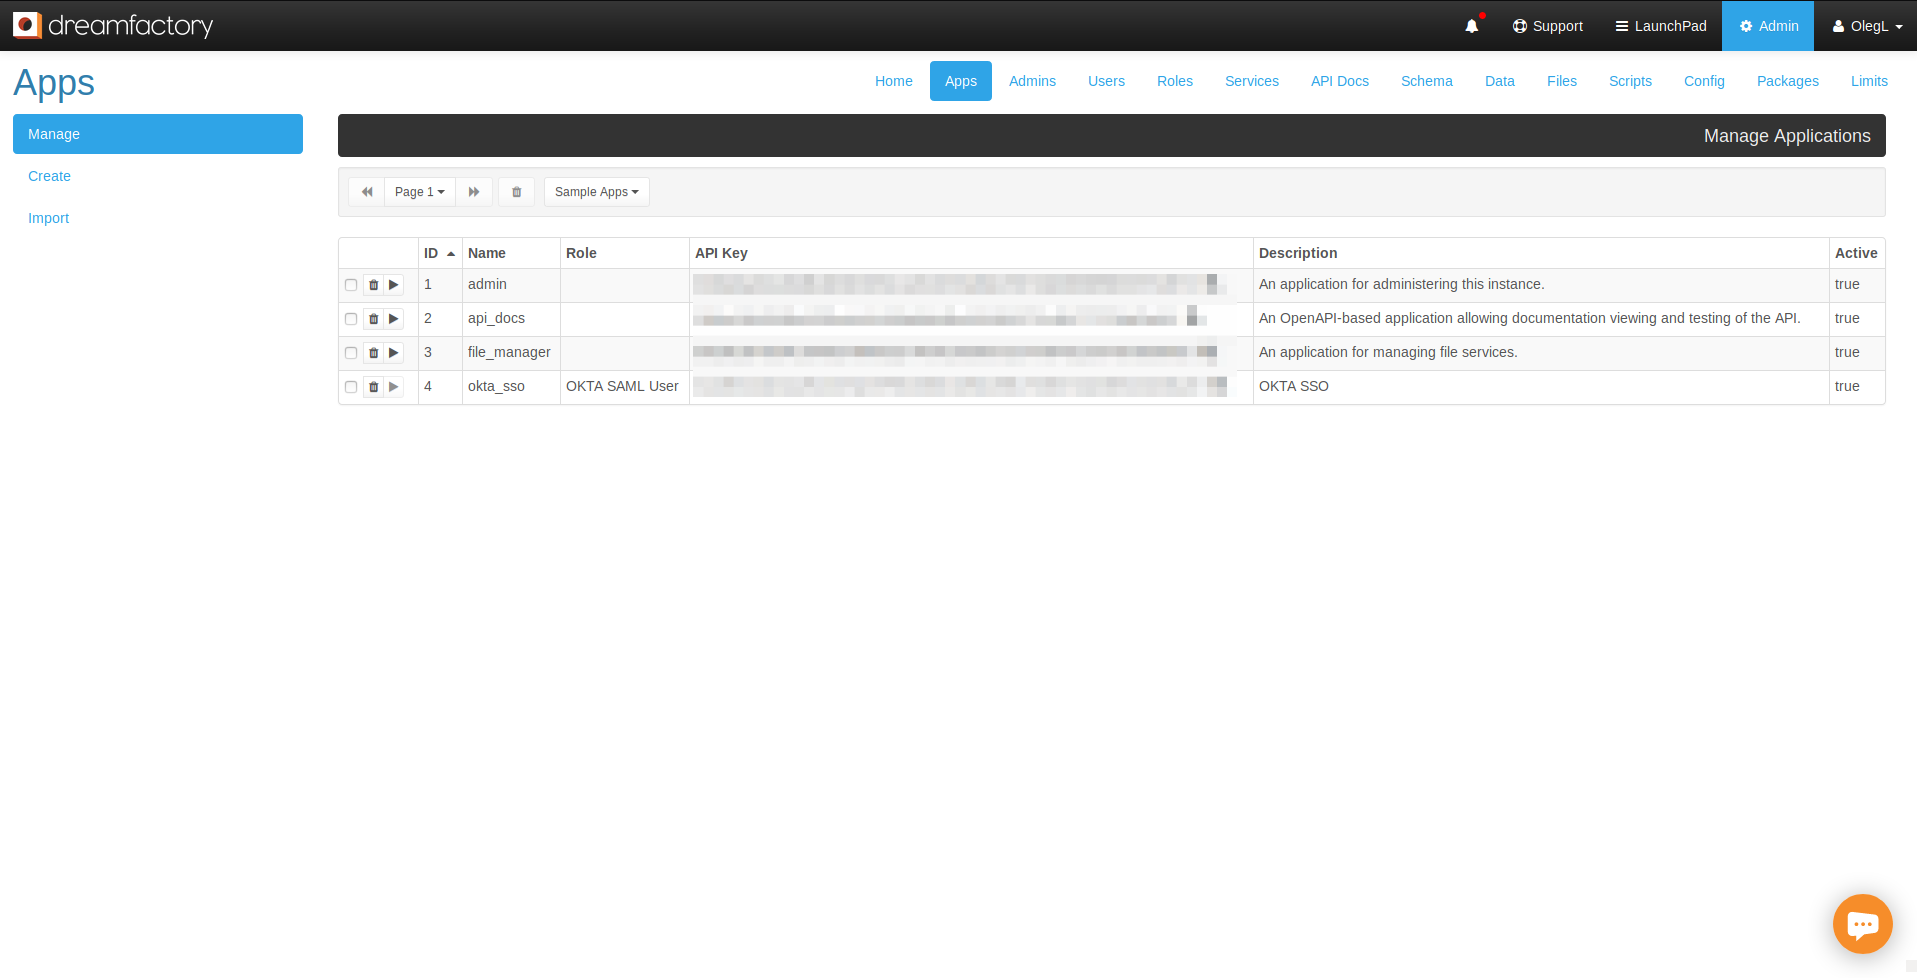 dreamfactory
Support
LaunchPad
Admin
OlegL
Apps
Home
Apps
Admins
Users
Roles
Services
API Docs
Schema
Data
Files
Scripts
Config
Packages
Limits
Manage
Create
Import
Manage Applications
Page 1
Sample Apps
ID Name Role API Key Description Active
1 admin An application for administering this instance. true
2 api_docs An OpenAPI-based application allowing documentation viewing and testing of the API. true
3 file_manager An application for managing file services. true
4 okta_sso OKTA SAML User OKTA SSO true